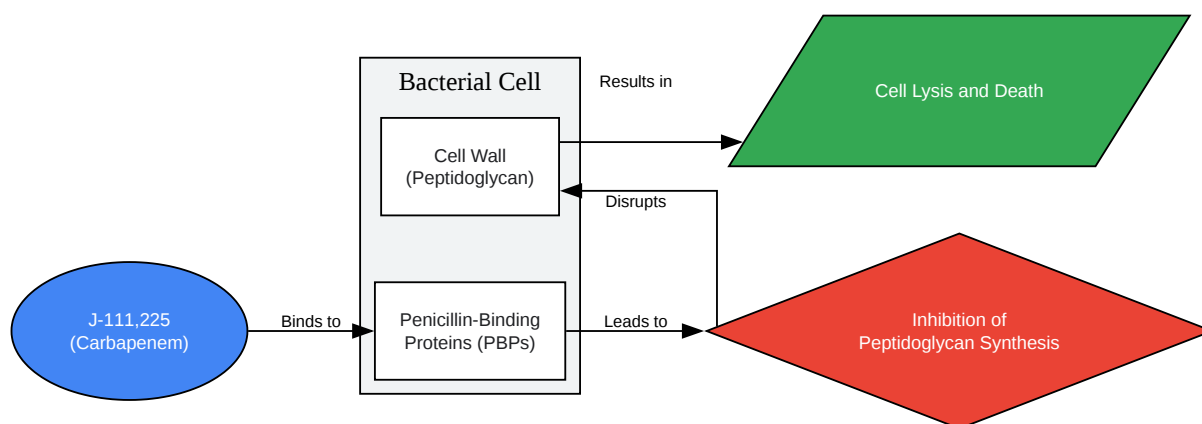 Bacterial Cell
Results in
Cell Lysis and Death
Cell Wall
(Peptidoglycan)
Disrupts
J-111,225
(Carbapenem)
Binds to
Penicillin-Binding
Proteins (PBPs)
Leads to
Inhibition of
Peptidoglycan Synthesis